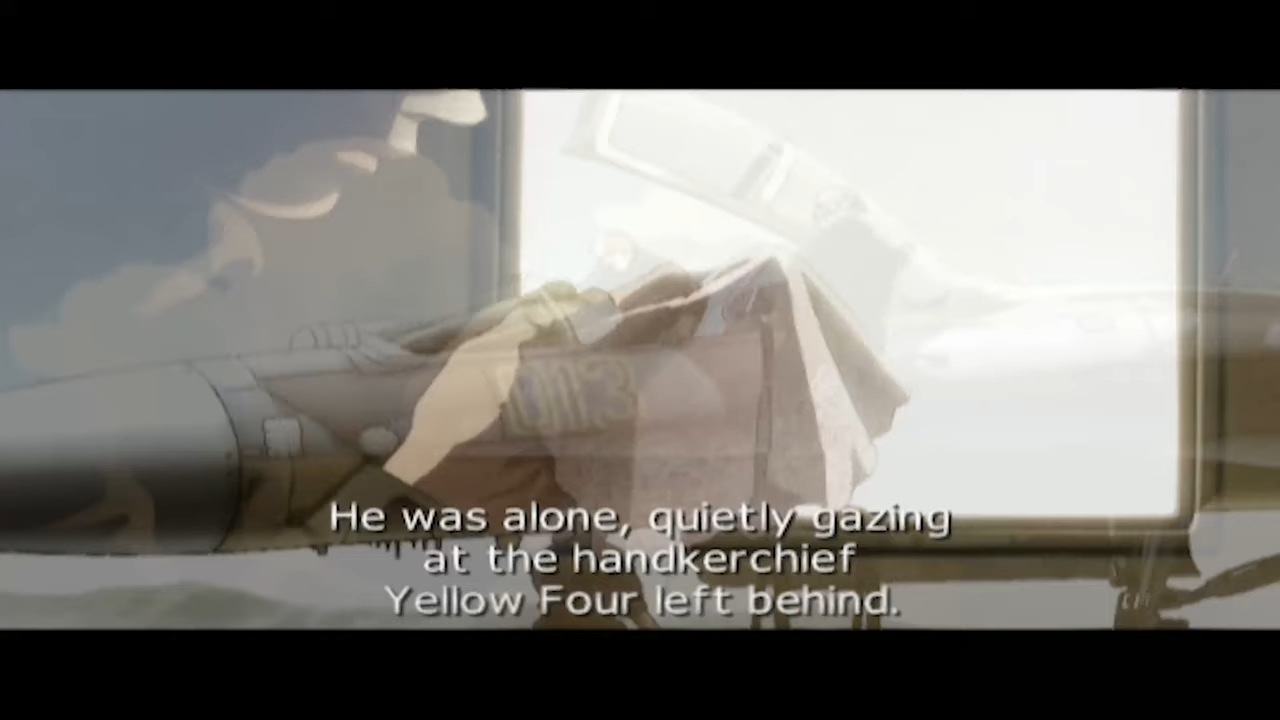 He was alone, quietly gazing
at the handkerchief
Yellow Four left behind.